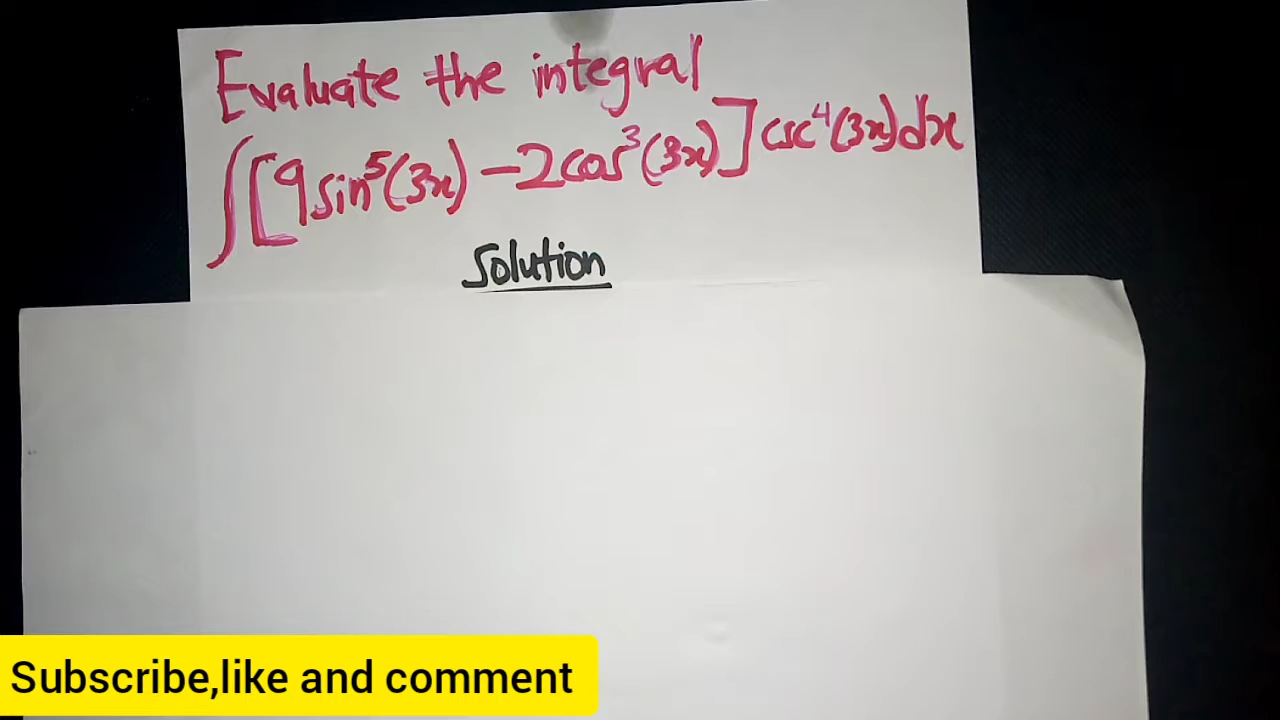 Evaluate the integral
∫[9sin⁵(3x) -2cos³(3x)]csc⁴(3x)dx
Solution
Subscribe,like and comment